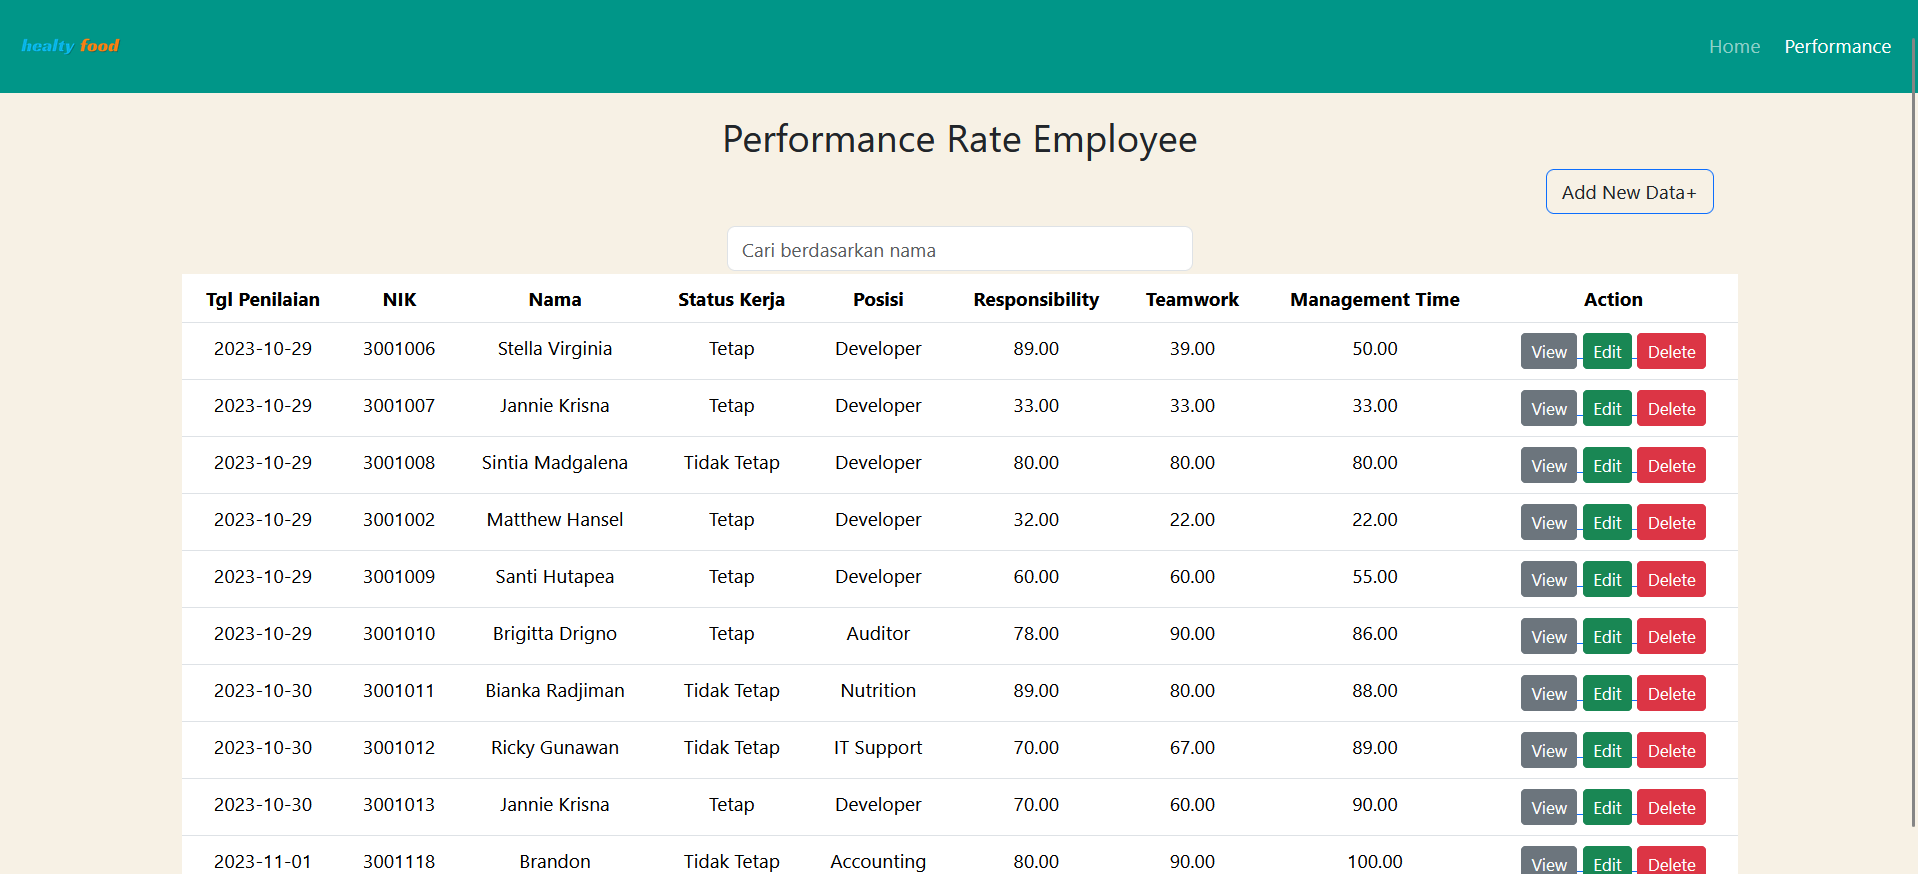 healty food
Home Performance
Performance Rate Employee
Add New Data+
Cari berdasarkan nama
Tgl Penilaian NIK Nama Status Kerja Posisi Responsibility Teamwork Management Time Action
2023-10-29 3001006 Stella Virginia Tetap Developer 89.00 39.00 50.00 View Edit Delete
2023-10-29 3001007 Jannie Krisna Tetap Developer 33.00 33.00 33.00 View Edit Delete
2023-10-29 3001008 Sintia Madgalena Tidak Tetap Developer 80.00 80.00 80.00 View Edit Delete
2023-10-29 3001002 Matthew Hansel Tetap Developer 32.00 22.00 22.00 View Edit Delete
2023-10-29 3001009 Santi Hutapea Tetap Developer 60.00 60.00 55.00 View Edit Delete
2023-10-29 3001010 Brigitta Drigno Tetap Auditor 78.00 90.00 86.00 View Edit Delete
2023-10-30 3001011 Bianka Radjiman Tidak Tetap Nutrition 89.00 80.00 88.00 View Edit Delete
2023-10-30 3001012 Ricky Gunawan Tidak Tetap IT Support 70.00 67.00 89.00 View Edit Delete
2023-10-30 3001013 Jannie Krisna Tetap Developer 70.00 60.00 90.00 View Edit Delete
2023-11-01 3001118 Brandon Tidak Tetap Accounting 80.00 90.00 100.00 View Edit Delete